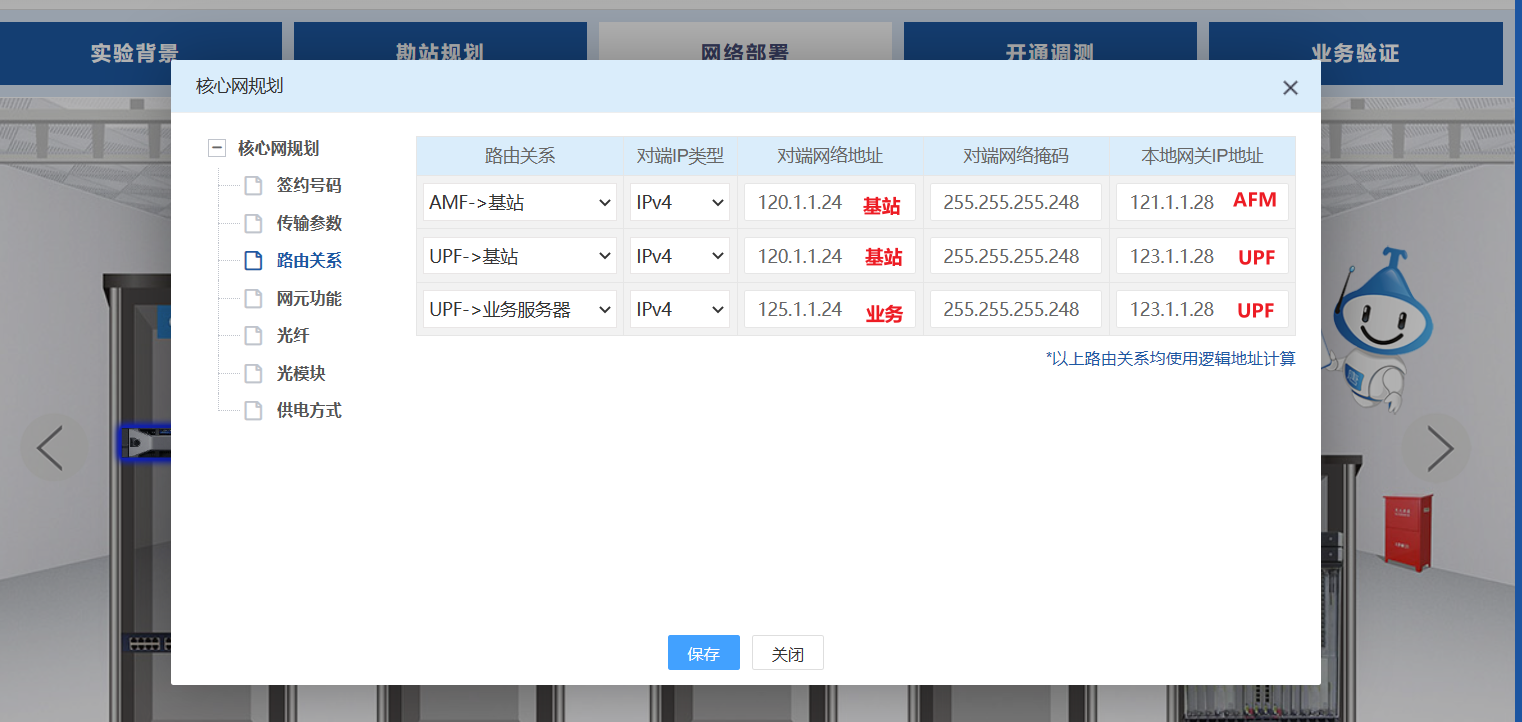 实验背景 勘站规划 网络部署 开通调测 业务验证
核心网规划
核心网规划
签约号码
传输参数
路由关系
网元功能
光纤
光模块
供电方式
路由关系 对端IP类型 对端网络地址 对端网络掩码 本地网关IP地址
AMF->基站 IPv4 120.1.1.24 基站 255.255.255.248 121.1.1.28 AFM
UPF->基站 IPv4 120.1.1.24 基站 255.255.255.248 123.1.1.28 UPF
UPF->业务服务器 IPv4 125.1.1.24 业务 255.255.255.248 123.1.1.28 UPF
*以上路由关系均使用逻辑地址计算
保存 关闭